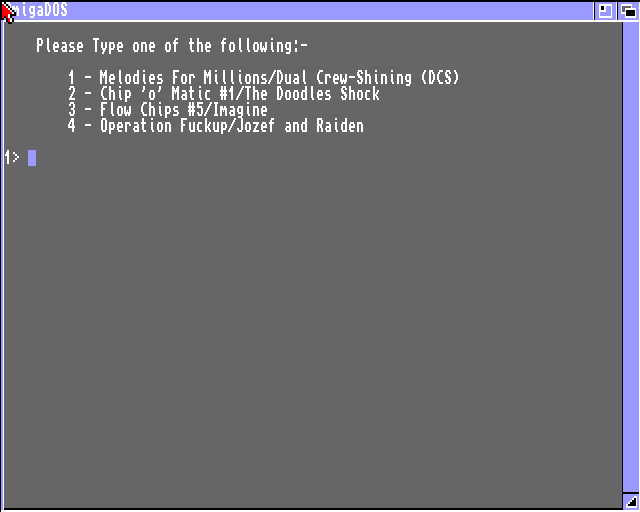 migaDOS
Please Type one of the following:-
1 - Melodies For Millions/Dual Crew-Shining (DCS)
2 - Chip 'o' Matic #1/The Doodles Shock
3 - Flow Chips #5/Imagine
4 - Operation Fuckup/Jozef and Raiden
1>